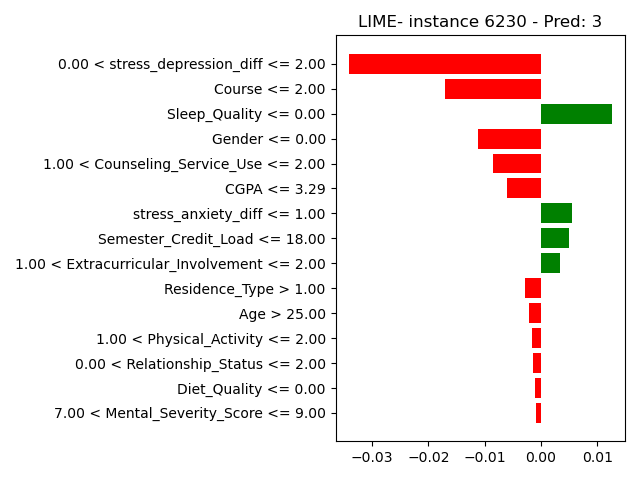 LIME- instance 6230 - Pred: 3
0.00 < stress_depression_diff <= 2.00
Course <= 2.00
Sleep_Quality <= 0.00
Gender <= 0.00
1.00 < Counseling_Service_Use <= 2.00
CGPA <= 3.29
stress_anxiety_diff <= 1.00
Semester_Credit_Load <= 18.00
1.00 < Extracurricular_Involvement <= 2.00
Residence_Type > 1.00
Age > 25.00
1.00 < Physical_Activity <= 2.00
0.00 < Relationship_Status <= 2.00
Diet_Quality <= 0.00
7.00 < Mental_Severity_Score <= 9.00
−0.03 −0.02 −0.01 0.00 0.01